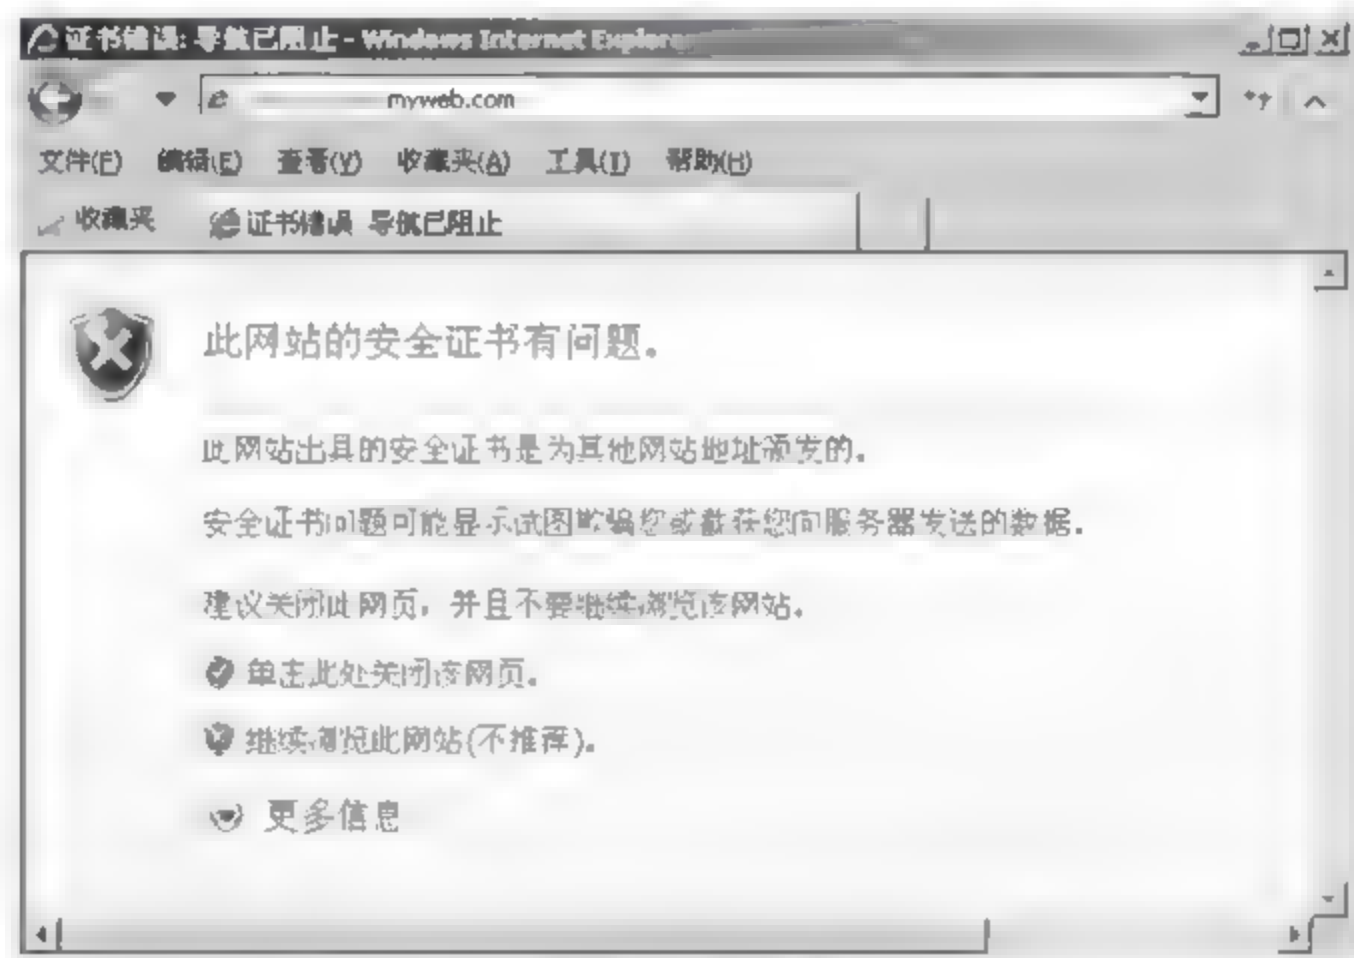 证书错误: 导航已阻止 - Windows Internet Explorer
myweb.com
文件(F) 编辑(E) 查看(V) 收藏夹(A) 工具(T) 帮助(H)
收藏夹 证书错误 导航已阻止
此网站的安全证书有问题。
此网站出具的安全证书是为其他网站地址颁发的。
安全证书问题可能显示试图欺骗您或截获您向服务器发送的数据。
建议关闭此网页，并且不要继续浏览该网站。
单击此处关闭该网页。
继续浏览此网站(不推荐)。
更多信息